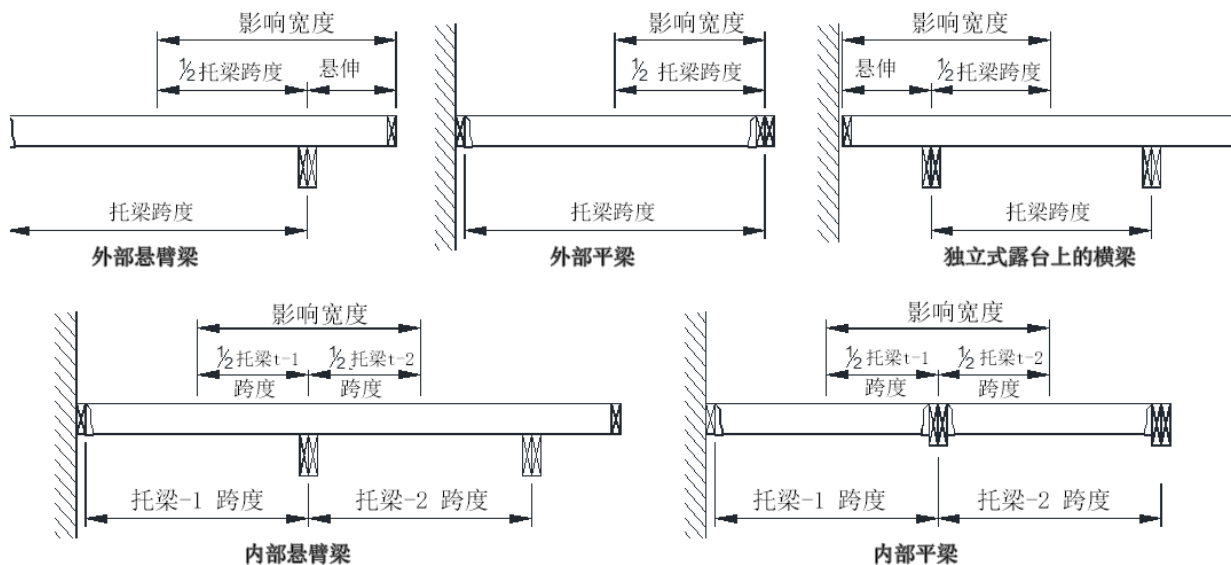 影响宽度
½托梁跨度
悬伸
托梁跨度
外部悬臂梁
影响宽度
½ 托梁跨度
托梁跨度
外部平梁
影响宽度
悬伸
½托梁跨度
托梁跨度
独立式露台上的横梁
影响宽度
½托梁t-1
跨度
½托梁t-2
跨度
托梁-1 跨度
托梁-2 跨度
内部悬臂梁
影响宽度
½托梁t-1
跨度
½托梁t-2
跨度
托梁-1 跨度
托梁-2 跨度
内部平梁